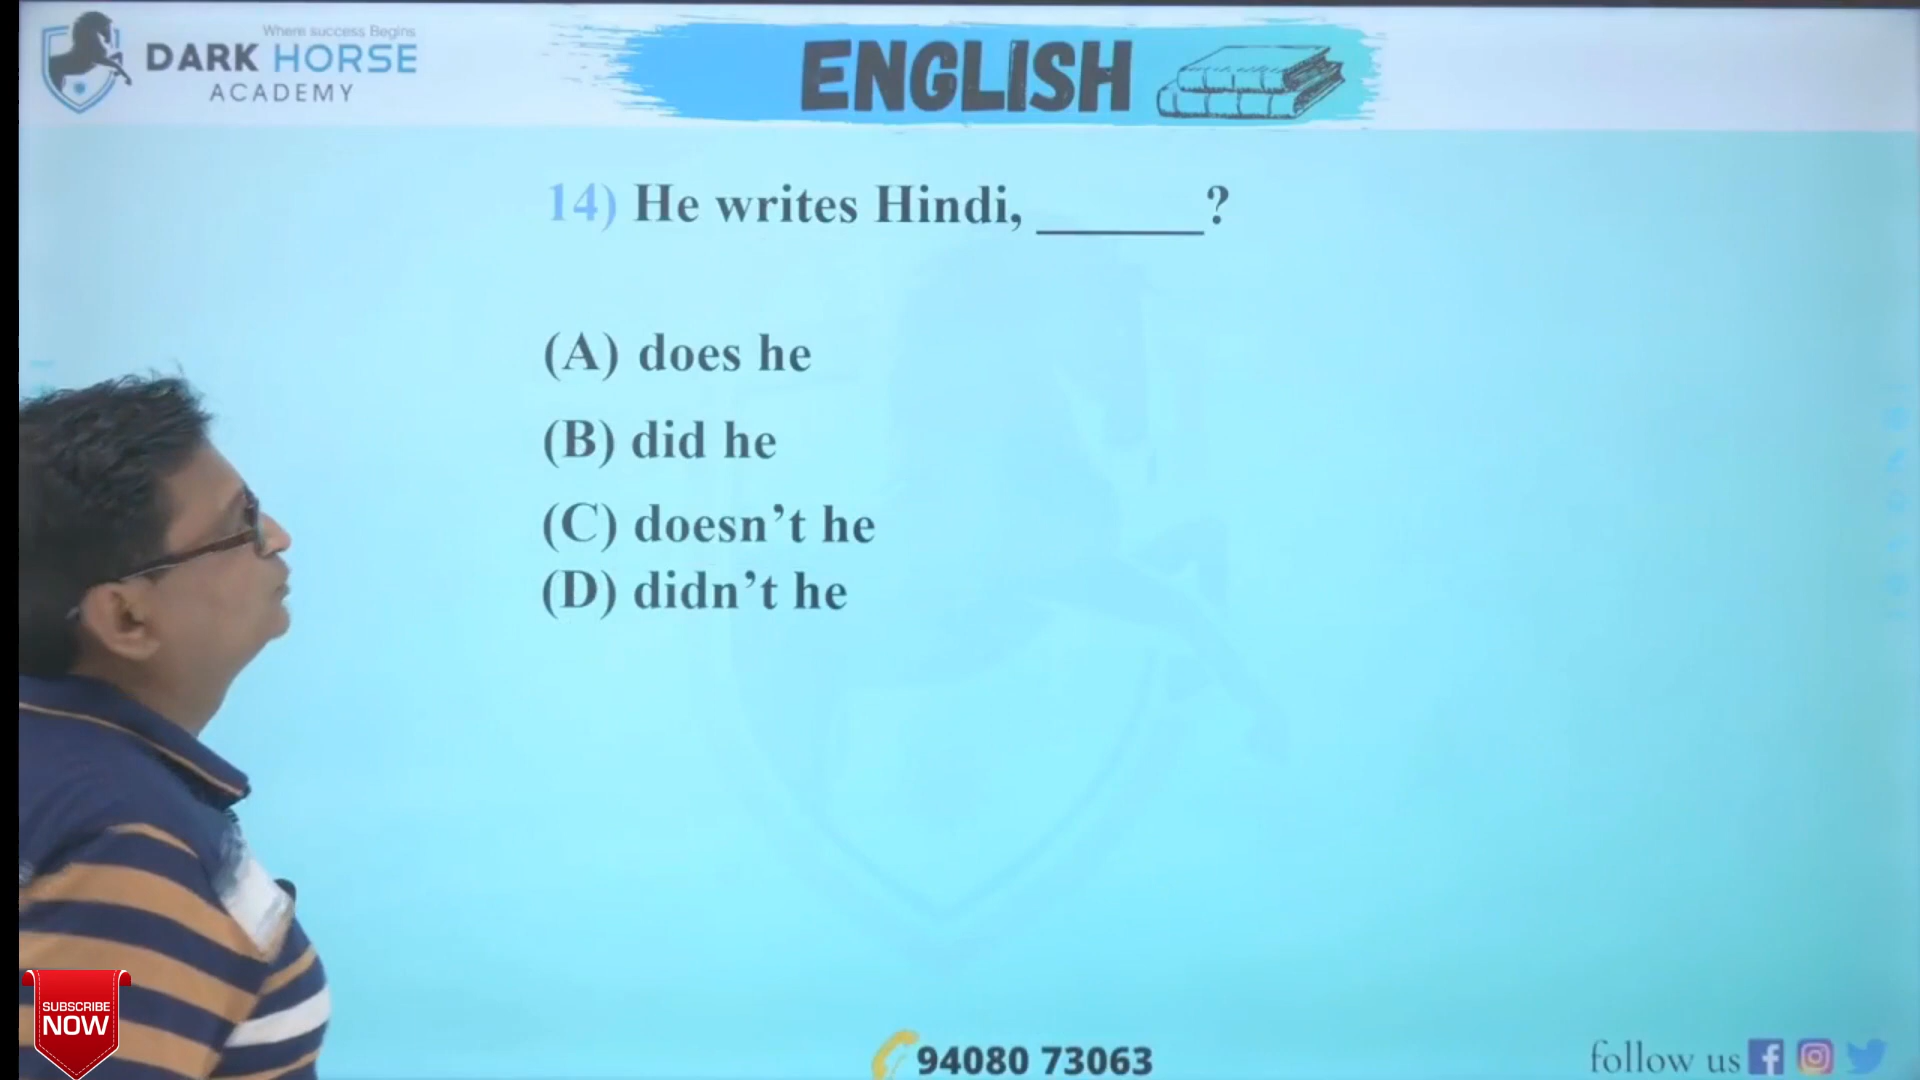 Where success Begins
DARK HORSE
ACADEMY
ENGLISH
14) He writes Hindi, ______?
(A) does he
(B) did he
(C) doesn’t he
(D) didn’t he
SUBSCRIBE
NOW
94080 73063
follow us